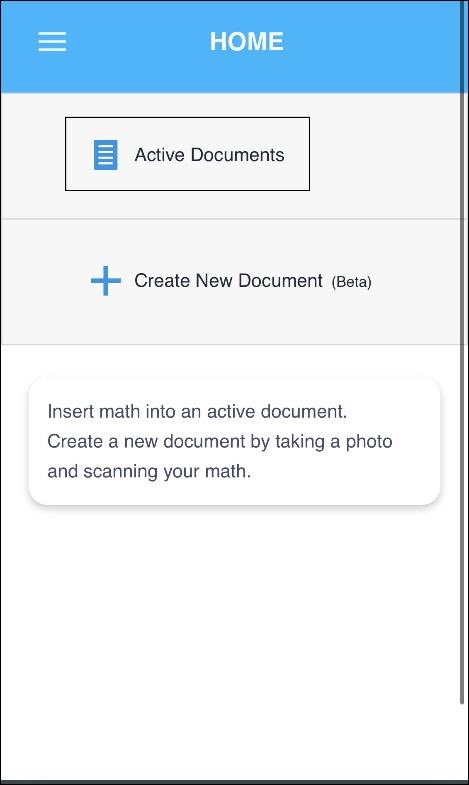 HOME
Active Documents
Create New Document (Beta)
Insert math into an active document.
Create a new document by taking a photo
and scanning your math.